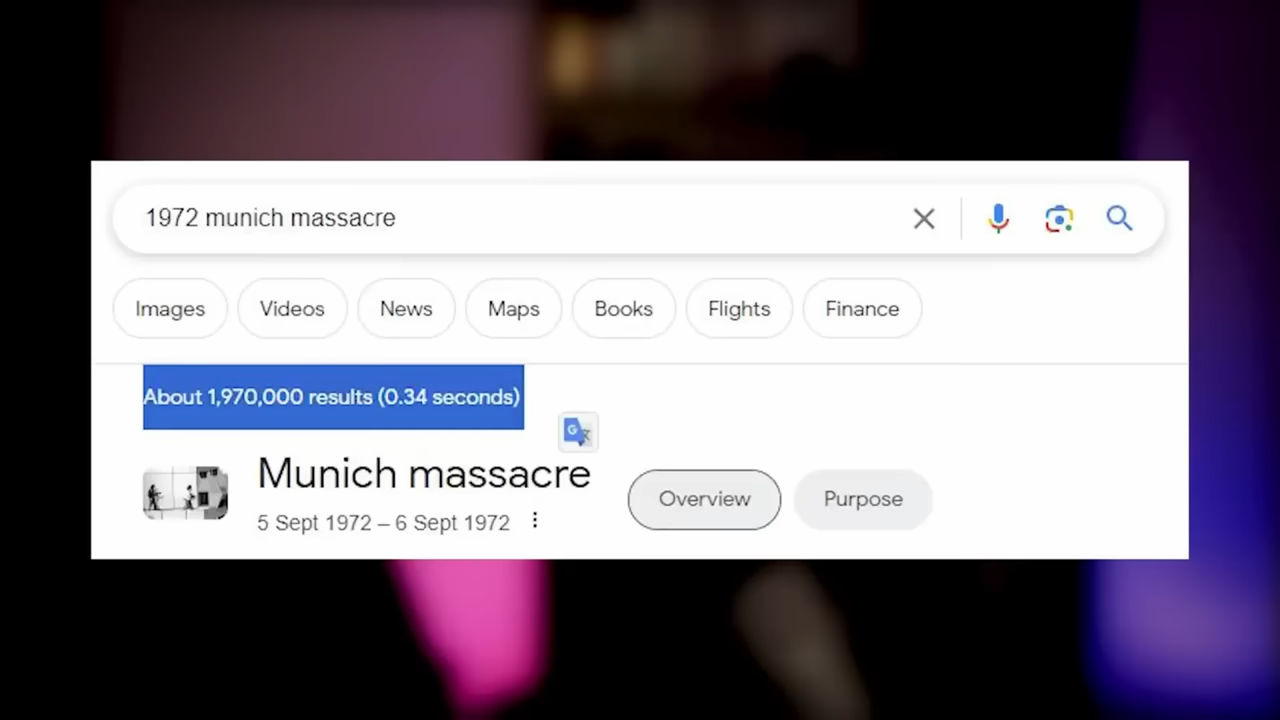 1972 munich massacre
Images Videos News Maps Books Flights Finance
About 1,970,000 results (0.34 seconds)
Munich massacre
Overview Purpose
5 Sept 1972 – 6 Sept 1972